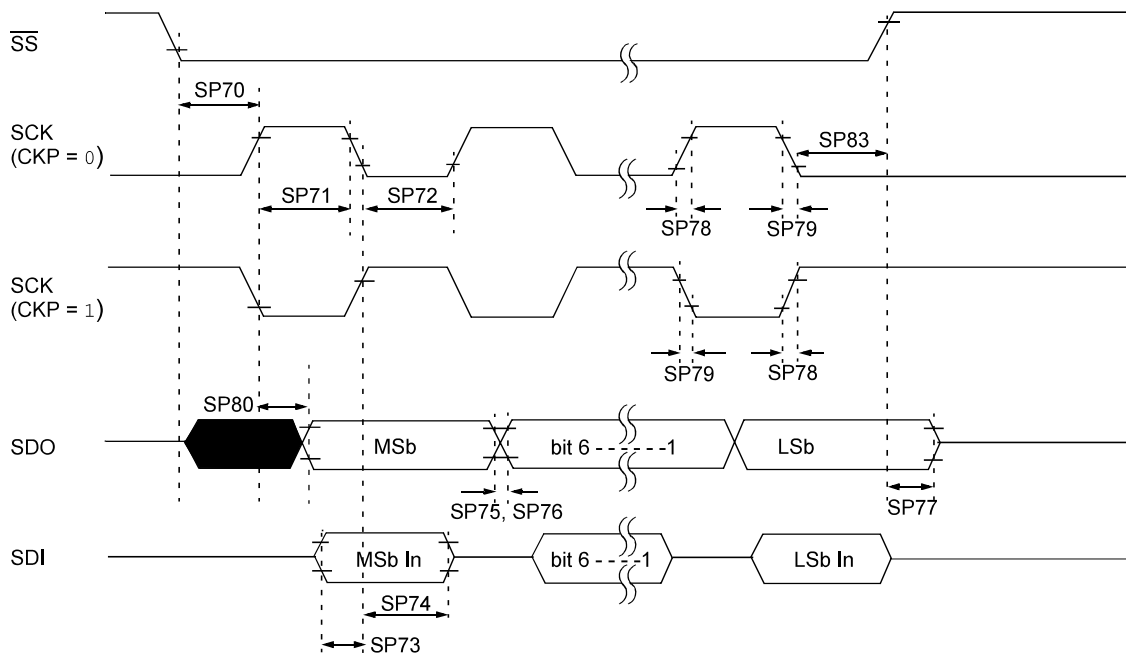 SS
SP70
SCK
(CKP = 0)
SP83
SP71
SP72
SP78
SP79
SCK
(CKP = 1)
SP79
SP78
SP80
SDO
MSb
bit 6 - - - - - -1
LSb
SP75, SP76
SP77
SDI
MSb In
bit 6 - - - -1
LSb In
SP74
SP73